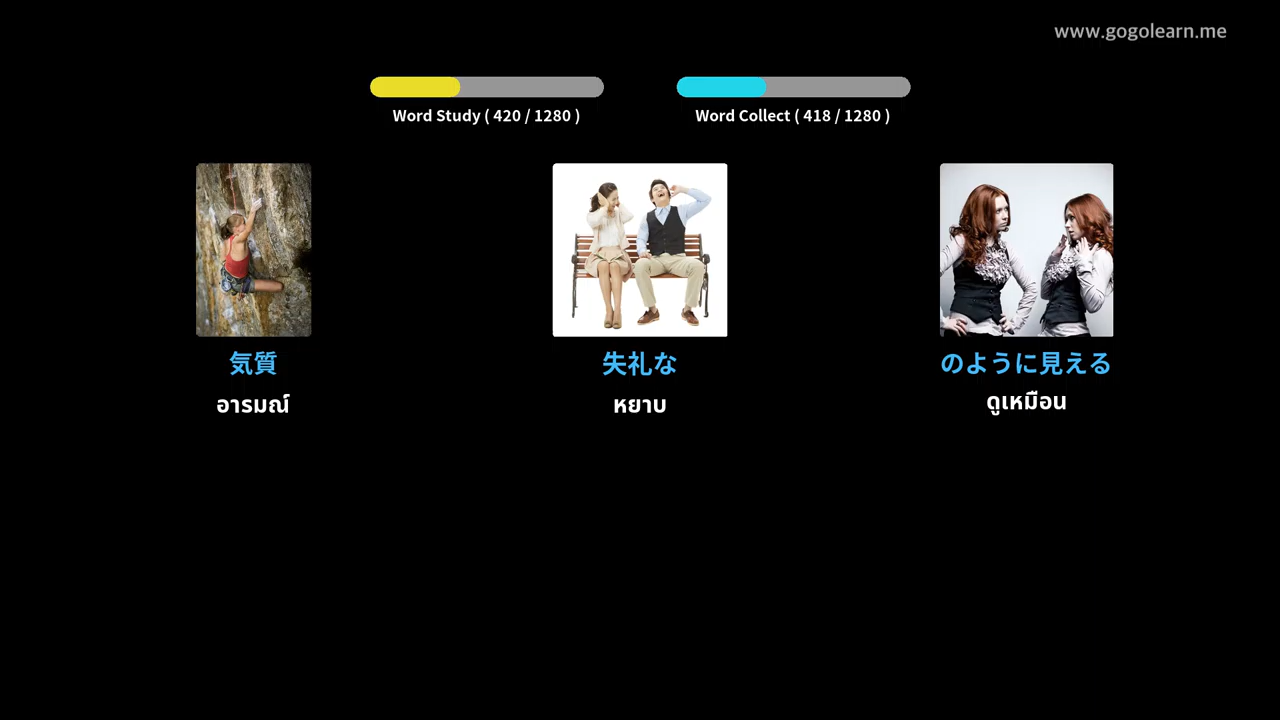 www.gogolearn.me
Word Study ( 420 / 1280 )
Word Collect ( 418 / 1280 )
気質
失礼な
のように見える
อารมณ์
หยาบ
ดูเหมือน